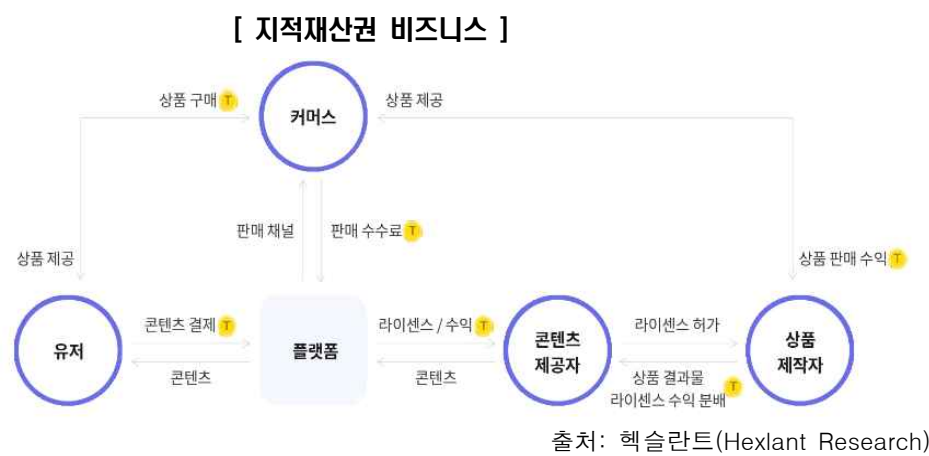 [ 지적재산권 비즈니스 ]
상품 구매 T
커머스
상품 제공
판매 채널
판매 수수료 T
상품 제공
상품 판매 수익 T
유저
콘텐츠 결제 T
콘텐츠
플랫폼
라이센스 / 수익 T
콘텐츠
콘텐츠
제공자
라이센스 허가
상품 결과물
라이센스 수익 분배 T
상품
제작자
출처: 헥슬란트(Hexlant Research)